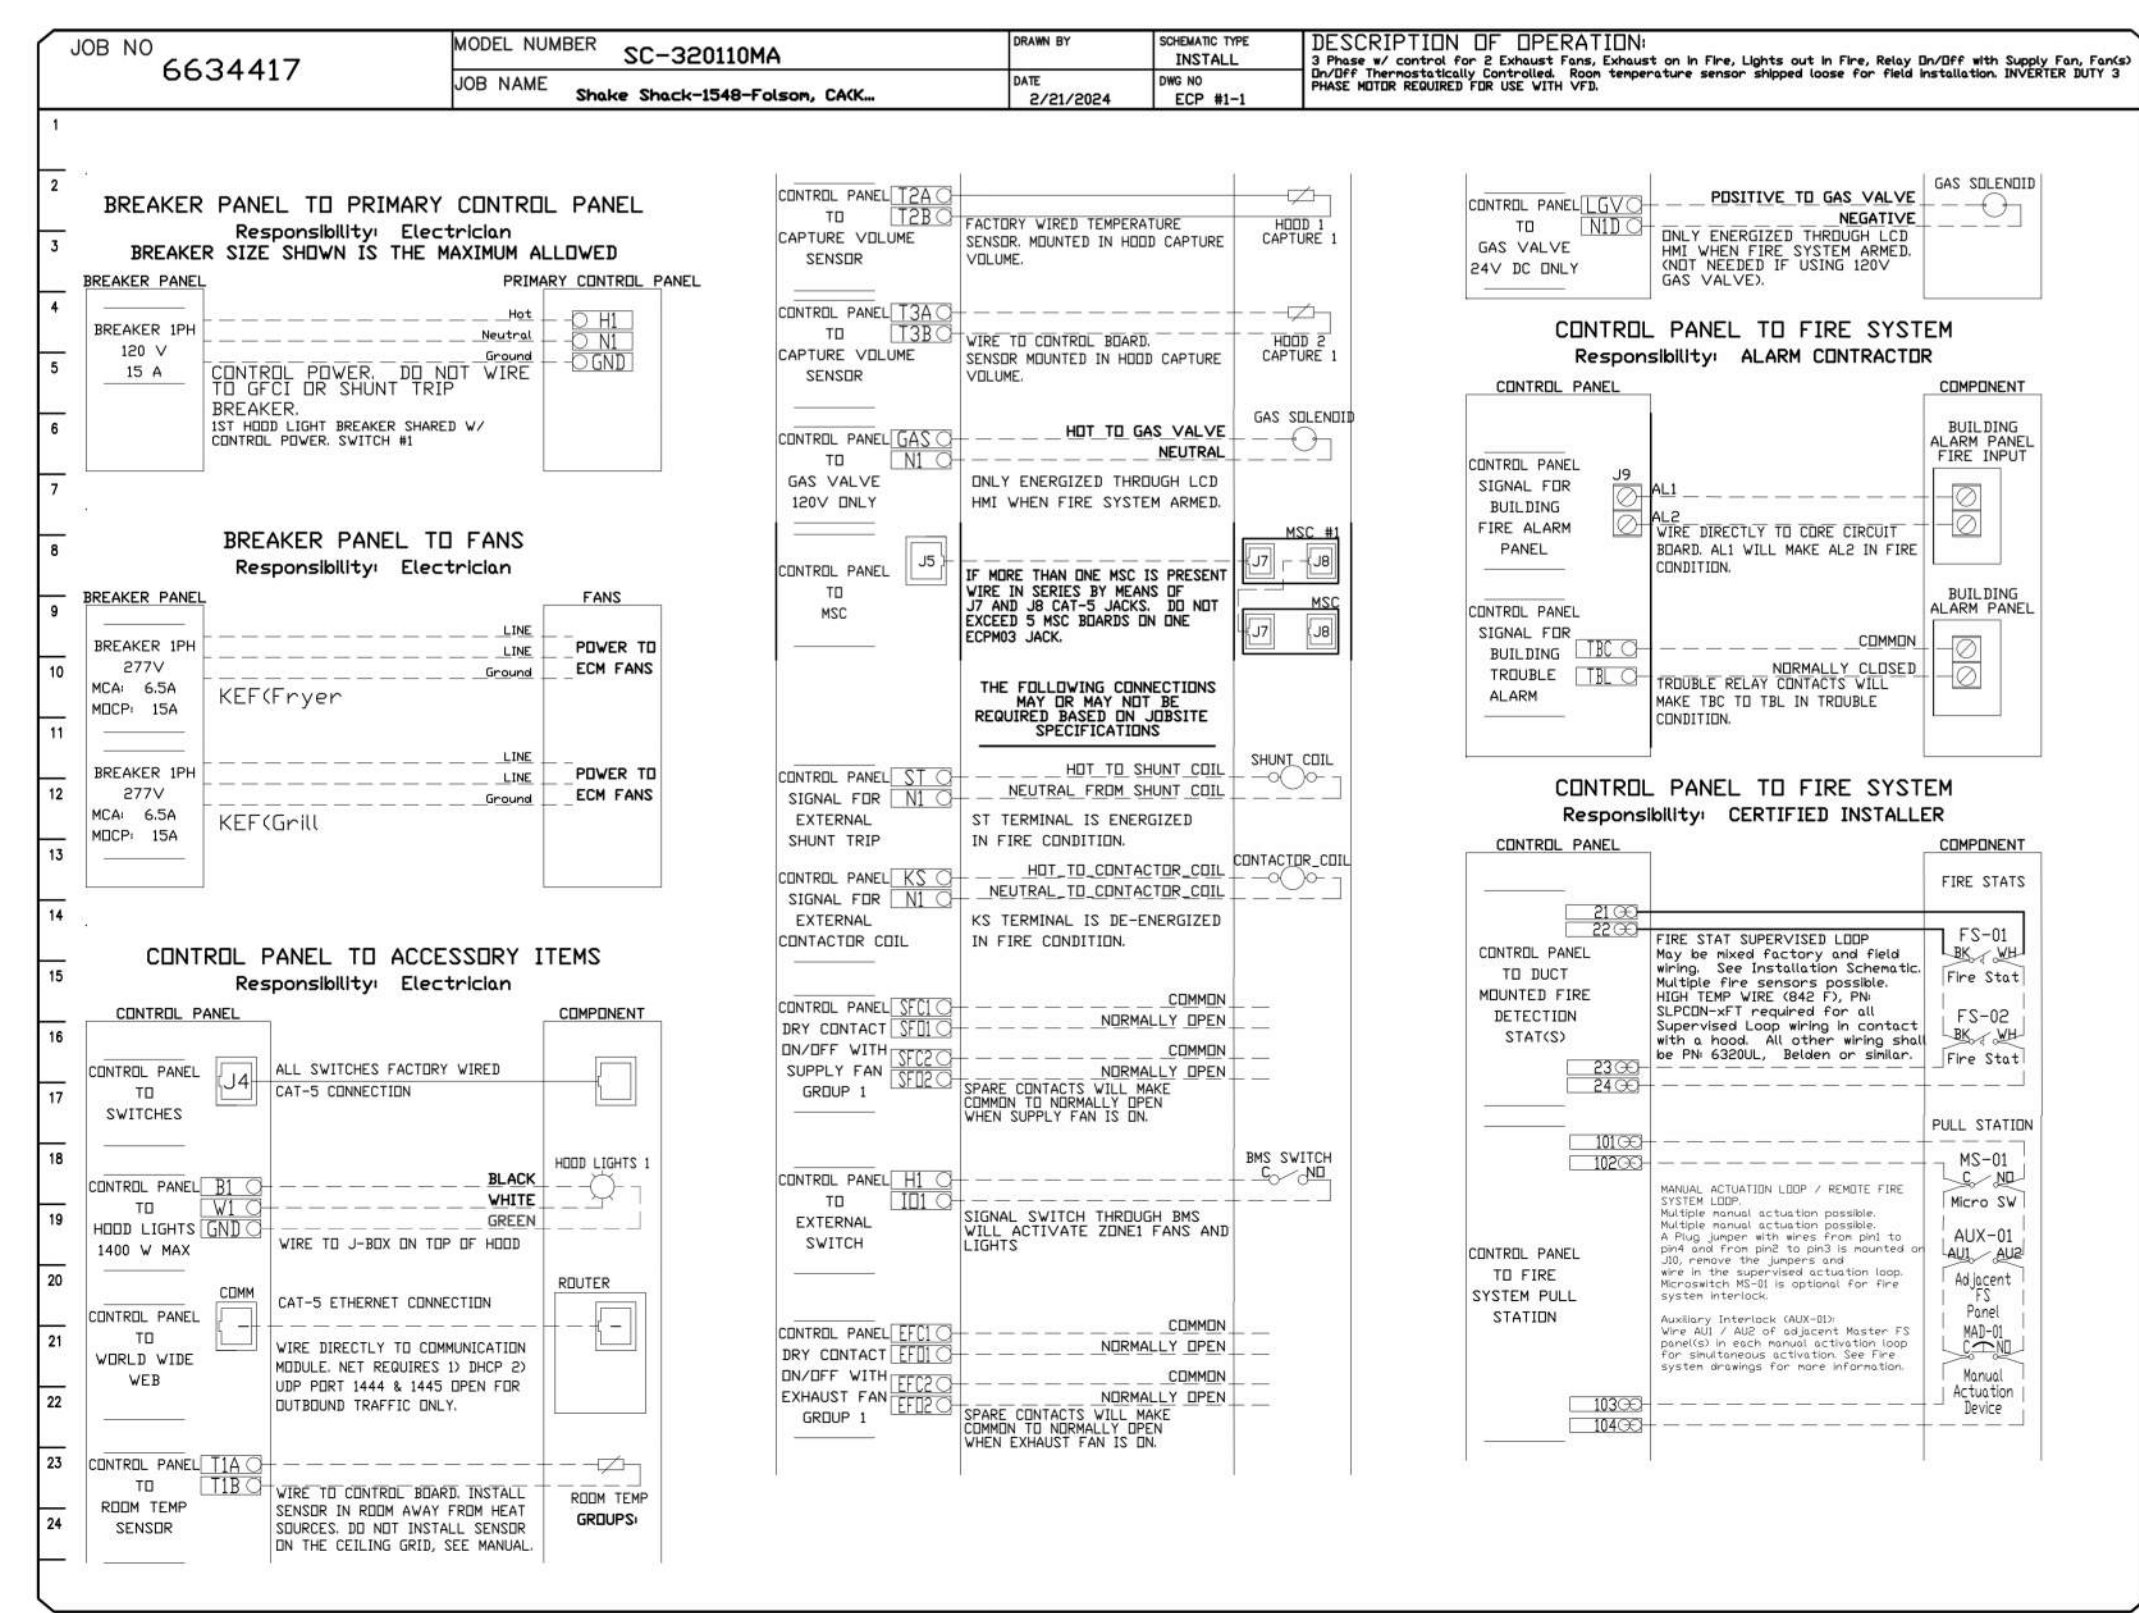 JOB NO
6634417
MODEL NUMBER SC-320110MA
JOB NAME Shake Shack-1548-Folsom, CA(K...
DRAWN BY
DATE
2/21/2024
SCHEMATIC TYPE
INSTALL
DWG NO
ECP #1-1
DESCRIPTION OF OPERATION:
3 Phase w/ control for 2 Exhaust Fans, Exhaust on in Fire, Lights out in Fire, Relay On/Off with Supply Fan, Fan(s)
On/Off Thermostatically Controlled. Room temperature sensor shipped loose for field installation. INVERTER DUTY 3
PHASE MOTOR REQUIRED FOR USE WITH VFD.
1
2
3
4
5
6
7
8
9
10
11
12
13
14
15
16
17
18
19
20
21
22
23
24
BREAKER PANEL TO PRIMARY CONTROL PANEL
Responsibility: Electrician
BREAKER SIZE SHOWN IS THE MAXIMUM ALLOWED
BREAKER PANEL
PRIMARY CONTROL PANEL
BREAKER 1PH
120 V
15 A
Hot
H1
Neutral
N1
Ground
GND
CONTROL POWER. DO NOT WIRE
TO GFCI OR SHUNT TRIP
BREAKER.
1ST HOOD LIGHT BREAKER SHARED W/
CONTROL POWER. SWITCH #1
BREAKER PANEL TO FANS
Responsibility: Electrician
BREAKER PANEL
FANS
BREAKER 1PH
277V
MCA: 6.5A
MOCP: 15A
LINE
LINE
Ground
POWER TO
ECM FANS
KEF(Fryer
BREAKER 1PH
277V
MCA: 6.5A
MOCP: 15A
LINE
LINE
Ground
POWER TO
ECM FANS
KEF(Grill
CONTROL PANEL TO ACCESSORY ITEMS
Responsibility: Electrician
CONTROL PANEL
COMPONENT
CONTROL PANEL
TO
SWITCHES
J4
ALL SWITCHES FACTORY WIRED
CAT-5 CONNECTION
CONTROL PANEL
TO
HOOD LIGHTS
1400 W MAX
B1
W1
GND
BLACK
WHITE
GREEN
HOOD LIGHTS 1
WIRE TO J-BOX ON TOP OF HOOD
COMM
ROUTER
CONTROL PANEL
TO
WORLD WIDE
WEB
CAT-5 ETHERNET CONNECTION
WIRE DIRECTLY TO COMMUNICATION
MODULE. NET REQUIRES 1) DHCP 2)
UDP PORT 1444 & 1445 OPEN FOR
OUTBOUND TRAFFIC ONLY.
CONTROL PANEL
TO
ROOM TEMP
SENSOR
T1A
T1B
WIRE TO CONTROL BOARD. INSTALL
SENSOR IN ROOM AWAY FROM HEAT
SOURCES. DO NOT INSTALL SENSOR
ON THE CEILING GRID, SEE MANUAL.
ROOM TEMP
GROUPS:
CONTROL PANEL
TO
CAPTURE VOLUME
SENSOR
T2A
T2B
FACTORY WIRED TEMPERATURE
SENSOR. MOUNTED IN HOOD CAPTURE
VOLUME.
HOOD 1
CAPTURE 1
CONTROL PANEL
TO
CAPTURE VOLUME
SENSOR
T3A
T3B
WIRE TO CONTROL BOARD.
SENSOR MOUNTED IN HOOD CAPTURE
VOLUME.
HOOD 2
CAPTURE 1
CONTROL PANEL
TO
GAS VALVE
120V ONLY
GAS
N1
HOT TO GAS VALVE
NEUTRAL
GAS SOLENOID
ONLY ENERGIZED THROUGH LCD
HMI WHEN FIRE SYSTEM ARMED.
CONTROL PANEL
TO
MSC
J5
IF MORE THAN ONE MSC IS PRESENT
WIRE IN SERIES BY MEANS OF
J7 AND J8 CAT-5 JACKS. DO NOT
EXCEED 5 MSC BOARDS ON ONE
ECPM03 JACK.
MSC #1
J7
J8
MSC
J7
J8
THE FOLLOWING CONNECTIONS
MAY OR MAY NOT BE
REQUIRED BASED ON JOBSITE
SPECIFICATIONS
CONTROL PANEL
SIGNAL FOR
EXTERNAL
SHUNT TRIP
ST
N1
HOT TO SHUNT COIL
NEUTRAL FROM SHUNT COIL
SHUNT COIL
ST TERMINAL IS ENERGIZED
IN FIRE CONDITION.
CONTROL PANEL
SIGNAL FOR
EXTERNAL
CONTACTOR COIL
KS
N1
HOT_TO_CONTACTOR_COIL
NEUTRAL_TO_CONTACTOR_COIL
CONTACTOR_COIL
KS TERMINAL IS DE-ENERGIZED
IN FIRE CONDITION.
CONTROL PANEL
DRY CONTACT
ON/OFF WITH
SUPPLY FAN
GROUP 1
SFC1
SFO1
SFC2
SFO2
COMMON
NORMALLY OPEN
COMMON
NORMALLY OPEN
SPARE CONTACTS WILL MAKE
COMMON TO NORMALLY OPEN
WHEN SUPPLY FAN IS ON.
CONTROL PANEL
TO
EXTERNAL
SWITCH
H1
IO1
BMS SWITCH
C NO
SIGNAL SWITCH THROUGH BMS
WILL ACTIVATE ZONE1 FANS AND
LIGHTS
CONTROL PANEL
DRY CONTACT
ON/OFF WITH
EXHAUST FAN
GROUP 1
EFC1
EFO1
EFC2
EFO2
COMMON
NORMALLY OPEN
COMMON
NORMALLY OPEN
SPARE CONTACTS WILL MAKE
COMMON TO NORMALLY OPEN
WHEN EXHAUST FAN IS ON.
CONTROL PANEL
TO
GAS VALVE
24V DC ONLY
LGV
N1D
POSITIVE TO GAS VALVE
NEGATIVE
GAS SOLENOID
ONLY ENERGIZED THROUGH LCD
HMI WHEN FIRE SYSTEM ARMED.
(NOT NEEDED IF USING 120V
GAS VALVE).
CONTROL PANEL TO FIRE SYSTEM
Responsibility: ALARM CONTRACTOR
CONTROL PANEL
COMPONENT
CONTROL PANEL
SIGNAL FOR
BUILDING
FIRE ALARM
PANEL
J9
AL1
AL2
WIRE DIRECTLY TO CORE CIRCUIT
BOARD. AL1 WILL MAKE AL2 IN FIRE
CONDITION.
BUILDING
ALARM PANEL
FIRE INPUT
CONTROL PANEL
SIGNAL FOR
BUILDING
TROUBLE
ALARM
TBC
TBL
COMMON
NORMALLY CLOSED
TROUBLE RELAY CONTACTS WILL
MAKE TBC TO TBL IN TROUBLE
CONDITION.
BUILDING
ALARM PANEL
CONTROL PANEL TO FIRE SYSTEM
Responsibility: CERTIFIED INSTALLER
CONTROL PANEL
COMPONENT
CONTROL PANEL
TO DUCT
MOUNTED FIRE
DETECTION
STAT(S)
21
22
23
24
FIRE STAT SUPERVISED LOOP
May be mixed factory and field
wiring. See Installation Schematic.
Multiple fire sensors possible.
HIGH TEMP WIRE (842 F), PN:
SLPCON-xFT required for all
Supervised Loop wiring in contact
with a hood. All other wiring shall
be PN: 6320UL, Belden or similar.
FIRE STATS
FS-01
BK WH
Fire Stat
FS-02
BK WH
Fire Stat
CONTROL PANEL
TO FIRE
SYSTEM PULL
STATION
101
102
103
104
MANUAL ACTUATION LOOP / REMOTE FIRE
SYSTEM LOOP.
Multiple manual actuation possible.
Multiple manual actuation possible.
A Plug jumper with wires from pin1 to
pin4 and from pin2 to pin3 is mounted on
J10, remove the jumpers and
wire in the supervised actuation loop.
Microswitch MS-01 is optional for fire
system interlock.
Auxiliary Interlock (AUX-01):
Wire AU1 / AU2 of adjacent Master FS
panel(s) in each manual activation loop
for simultaneous activation. See Fire
system drawings for more information.
PULL STATION
MS-01
C NO
Micro SW
AUX-01
AU1 AU2
Adjacent
FS
Panel
MAD-01
C NO
Manual
Actuation
Device